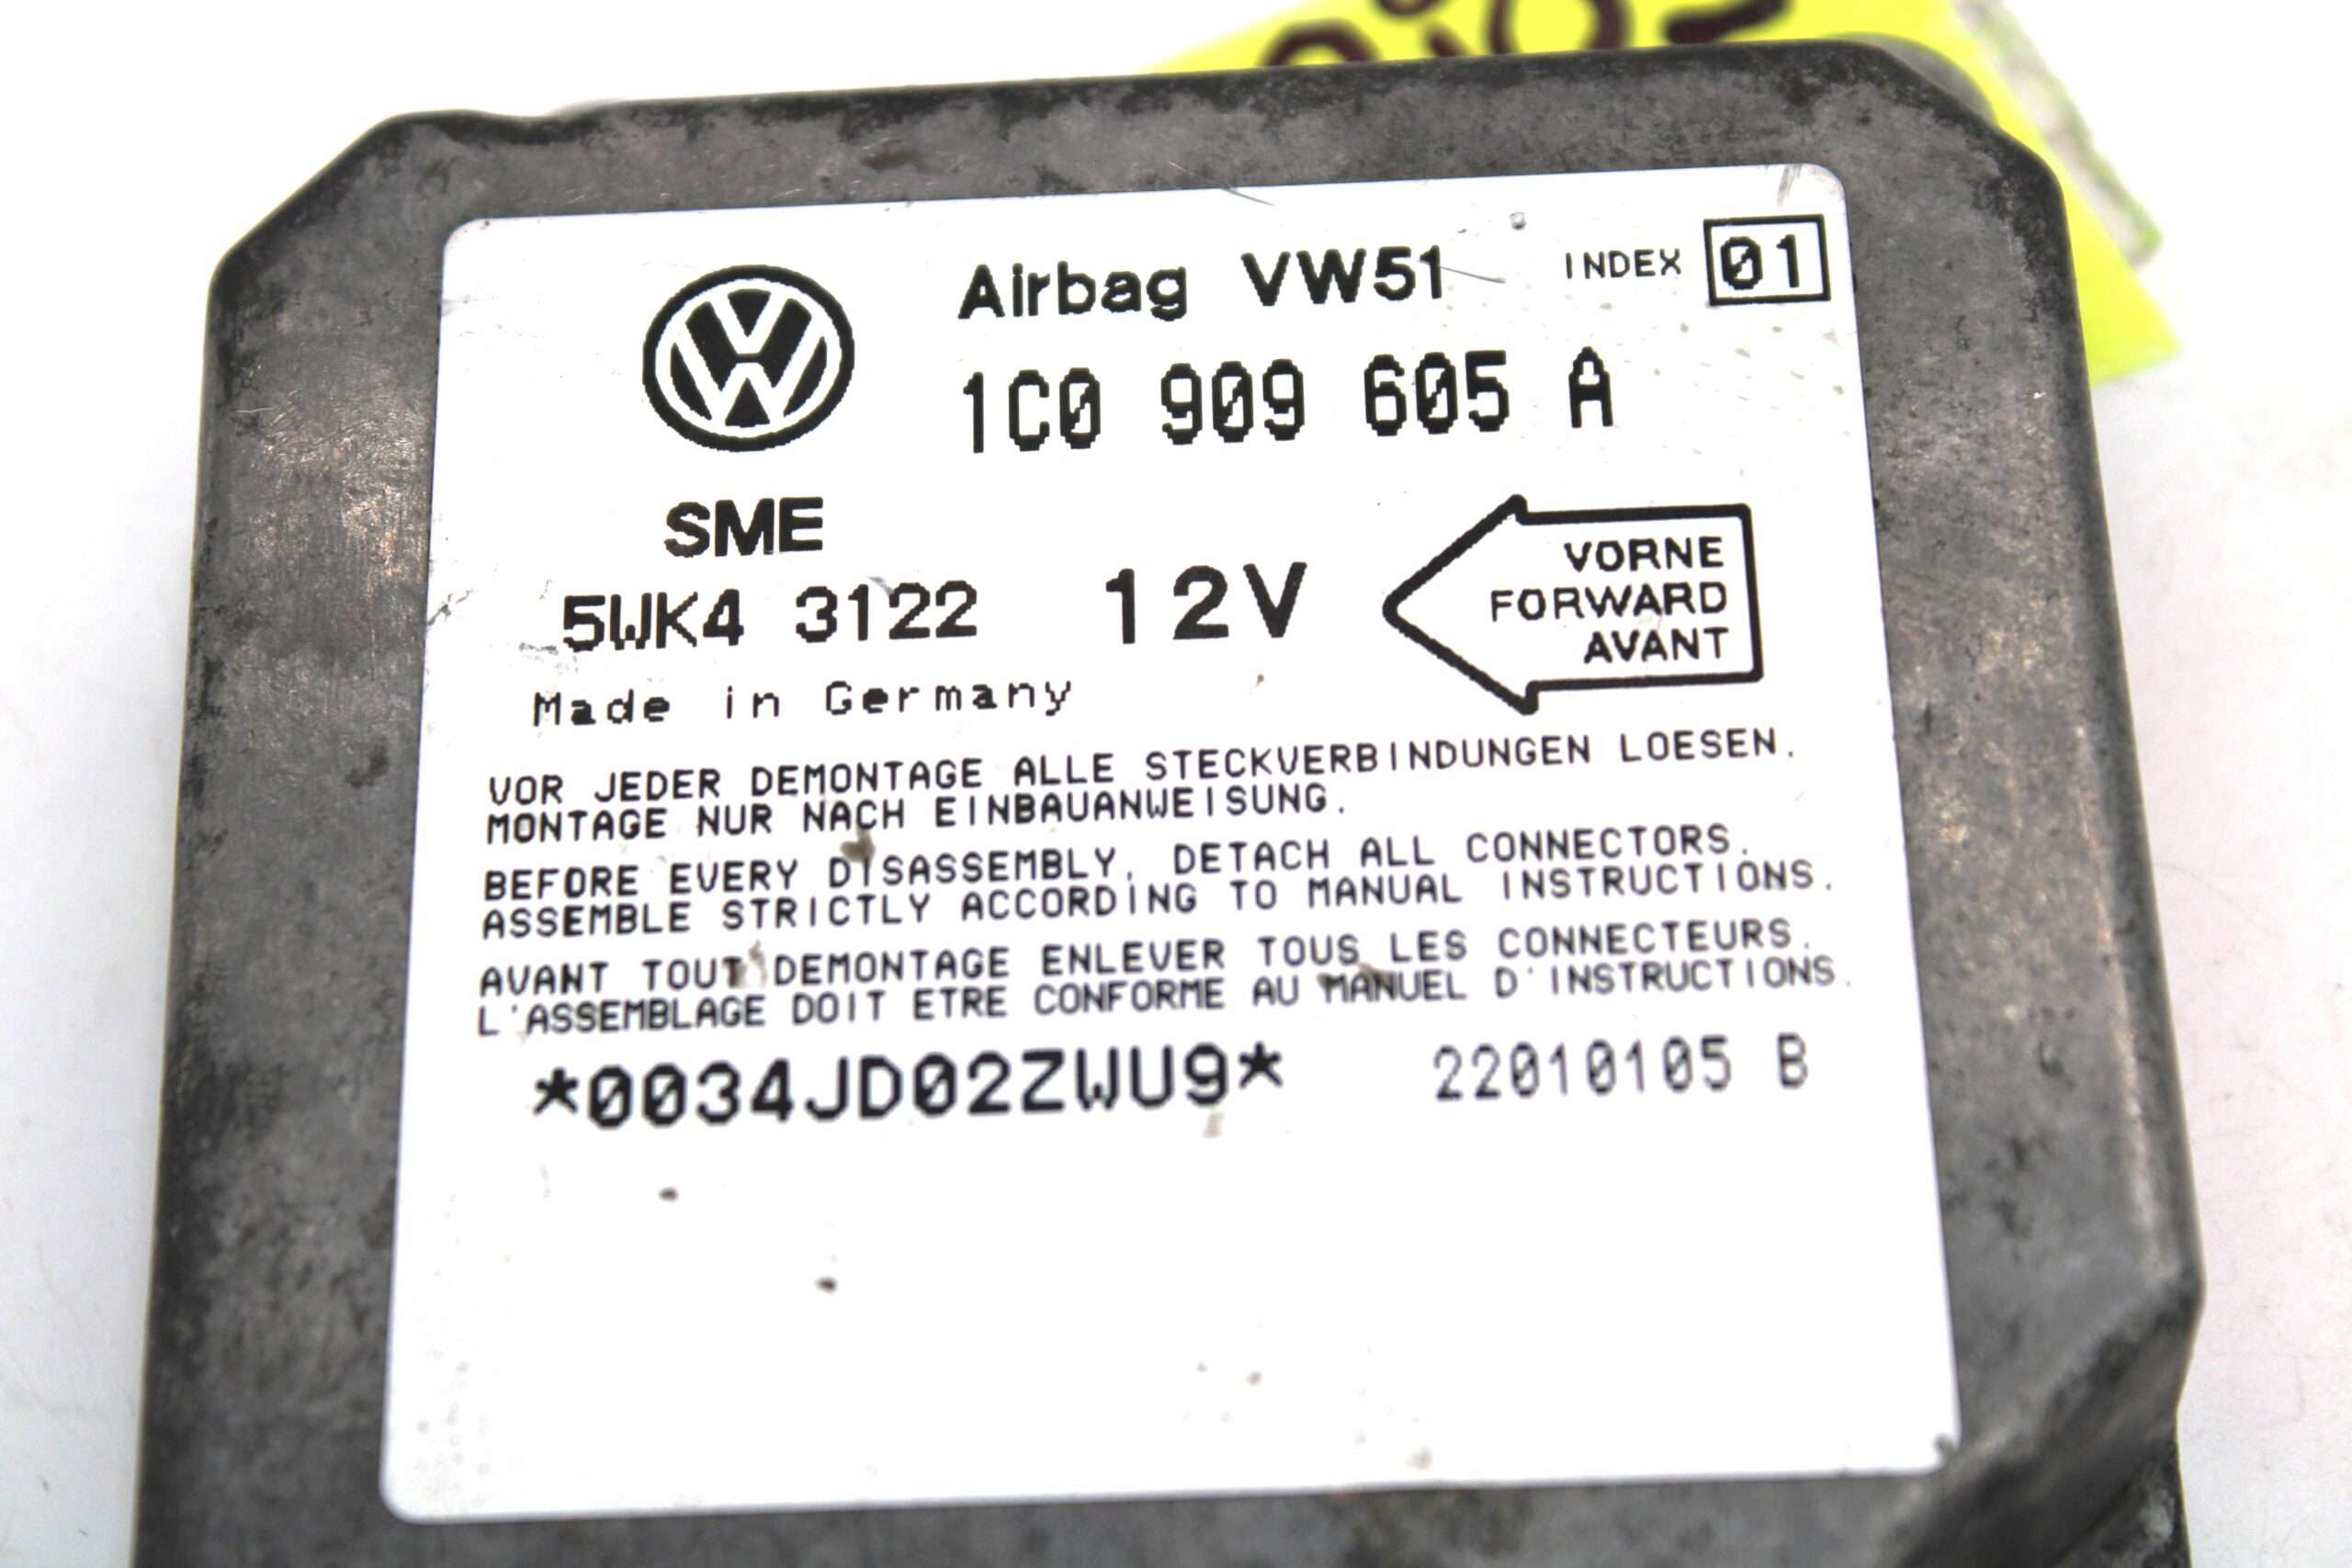 Airbag VW51 INDEX 01
1C0 909 605 A
SME
5WK4 3122 12V
VORNE
FORWARD
AVANT
Made in Germany
VOR JEDER DEMONTAGE ALLE STECKVERBINDUNGEN LOESEN.
MONTAGE NUR NACH EINBAUANWEISUNG.
BEFORE EVERY DISASSEMBLY, DETACH ALL CONNECTORS.
ASSEMBLE STRICTLY ACCORDING TO MANUAL INSTRUCTIONS.
AVANT TOUT DEMONTAGE ENLEVER TOUS LES CONNECTEURS.
L'ASSEMBLAGE DOIT ETRE CONFORME AU MANUEL D'INSTRUCTIONS.
*0034JD02ZWU9* 22010105 B